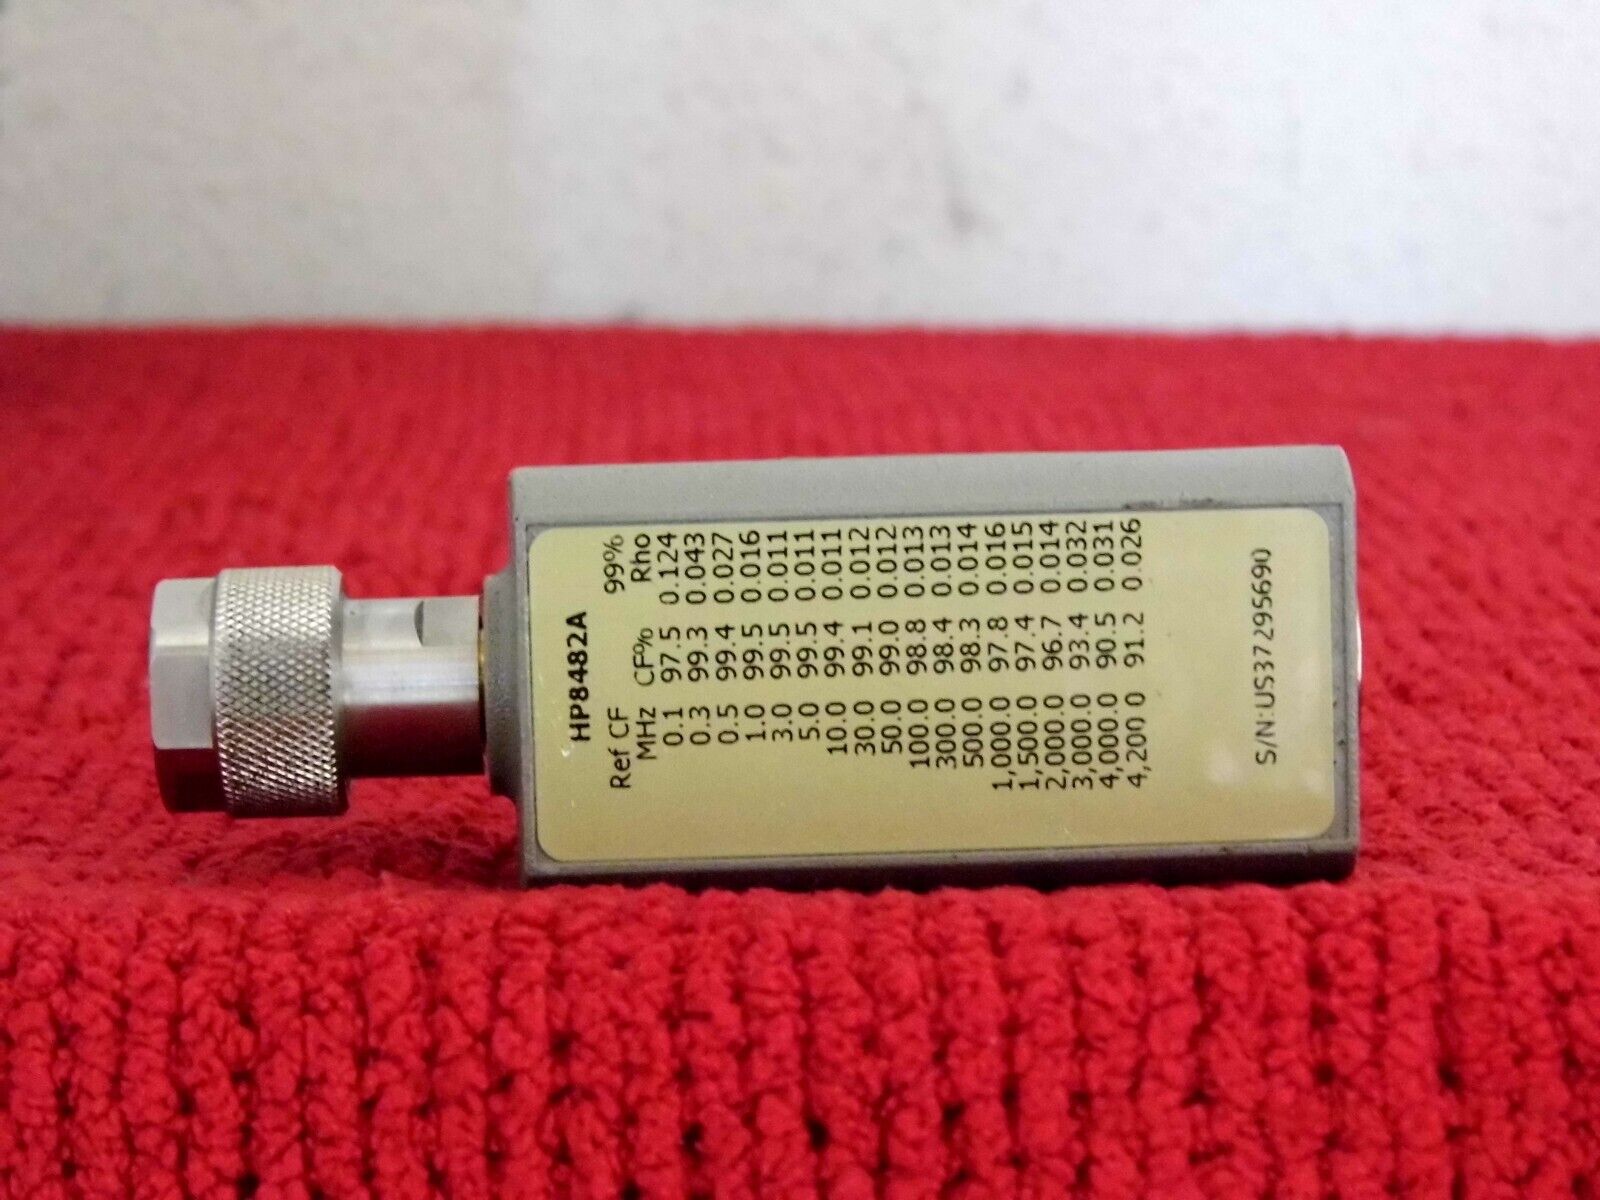 HP8482A
Ref CF 99%
MHz CF% Rho
0.1 97.5 0.124
0.3 99.3 0.043
0.5 99.4 0.027
1.0 99.5 0.016
3.0 99.5 0.011
5.0 99.5 0.011
10.0 99.4 0.011
30.0 99.1 0.012
50.0 99.0 0.012
100.0 98.8 0.013
300.0 98.4 0.013
500.0 98.3 0.014
1,000.0 97.8 0.016
1,500.0 97.4 0.015
2,000.0 96.7 0.014
3,000.0 93.4 0.032
4,000.0 90.5 0.031
4,200.0 91.2 0.026
S/N:US37295690